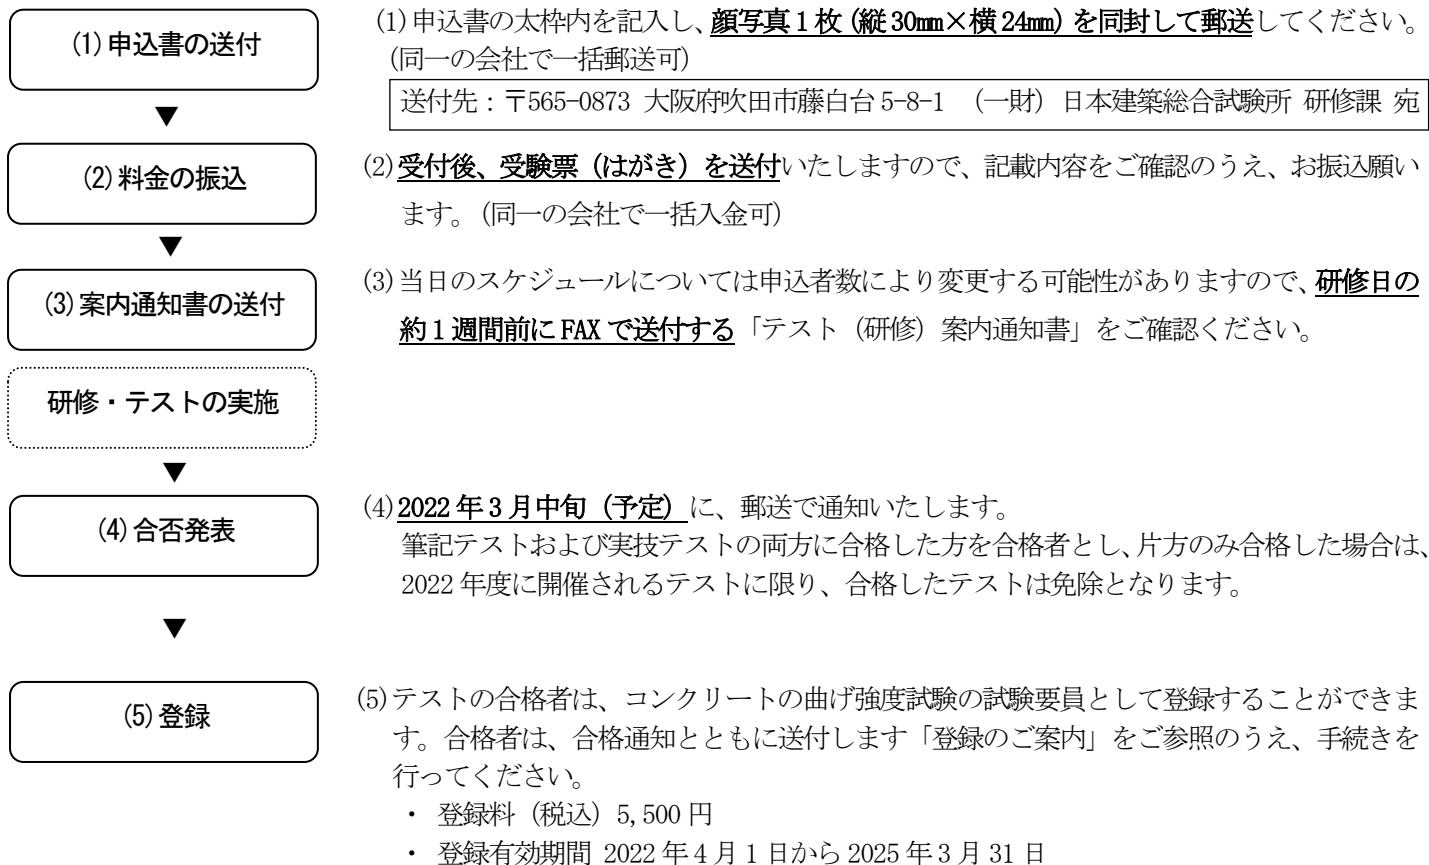 (1)申込書の送付
(1)申込書の太枠内を記入し、顔写真1枚(縦30㎜×横24㎜)を同封して郵送してください。
(同一の会社で一括郵送可)
送付先:〒565-0873 大阪府吹田市藤白台5-8-1 (一財)日本建築総合試験所 研修課 宛
▼
(2)料金の振込
(2)受付後、受験票(はがき)を送付いたしますので、記載内容をご確認のうえ、お振込願い
ます。(同一の会社で一括入金可)
▼
(3)案内通知書の送付
(3)当日のスケジュールについては申込者数により変更する可能性がありますので、研修日の
約1週間前にFAXで送付する「テスト(研修)案内通知書」をご確認ください。
研修・テストの実施
▼
(4)合否発表
(4)2022年3月中旬(予定)に、郵送で通知いたします。
筆記テストおよび実技テストの両方に合格した方を合格者とし、片方のみ合格した場合は、
2022年度に開催されるテストに限り、合格したテストは免除となります。
▼
(5)登録
(5)テストの合格者は、コンクリートの曲げ強度試験の試験要員として登録することができま
す。合格者は、合格通知とともに送付します「登録のご案内」をご参照のうえ、手続きを
行ってください。
・ 登録料(税込)5,500円
・ 登録有効期間 2022年4月1日から2025年3月31日